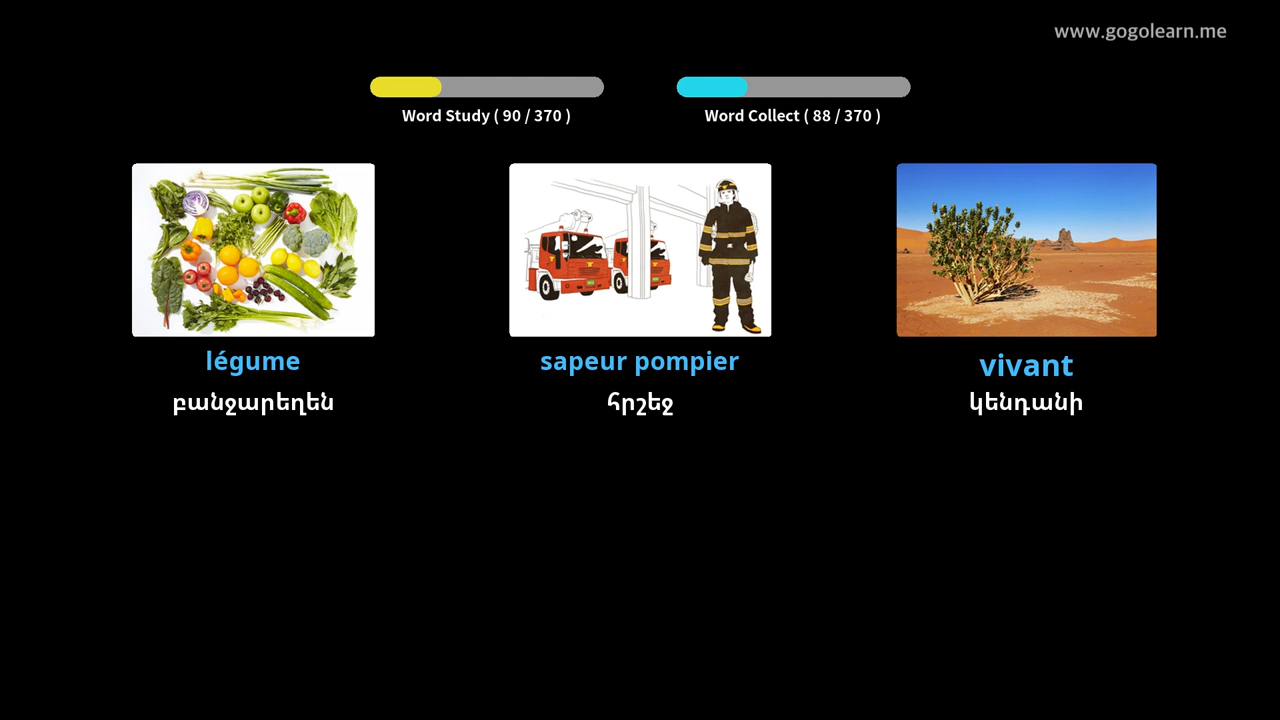 www.gogolearn.me
Word Study ( 90 / 370 )
Word Collect ( 88 / 370 )
légume
sapeur pompier
vivant
բանջարեղեն
հրշեջ
կենդանի